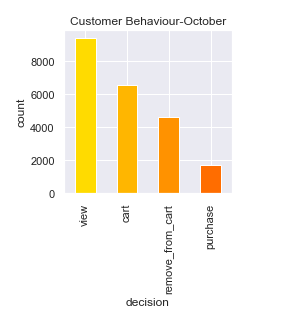 Customer Behaviour-October
count
8000
6000
4000
2000
0
view
cart
remove_from_cart
purchase
decision